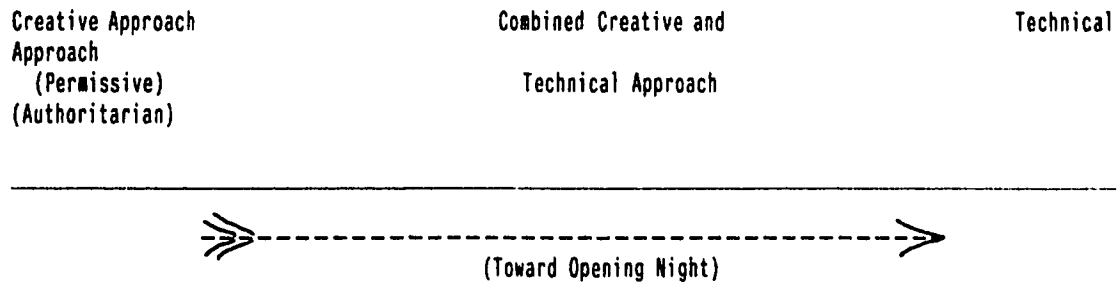 Creative Approach Combined Creative and Technical
Approach
(Permissive) Technical Approach
(Authoritarian)
(Toward Opening Night)